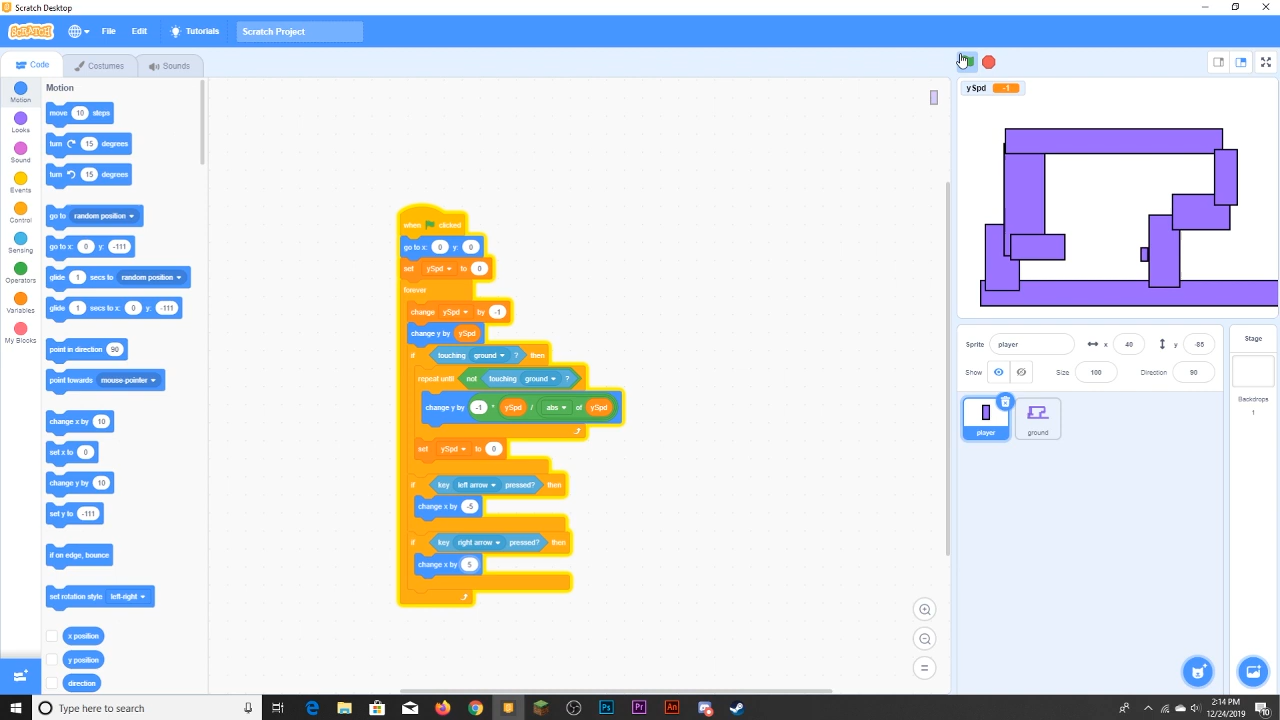 Scratch Desktop
SCRATCH
File
Edit
Tutorials
Scratch Project
Code
Costumes
Sounds
Motion
Looks
Sound
Events
Control
Sensing
Operators
Variables
My Blocks
Motion
move 10 steps
turn 15 degrees
turn 15 degrees
go to random position
go to x: 0 y: -111
glide 1 secs to random position
glide 1 secs to x: 0 y: -111
point in direction 90
point towards mouse-pointer
change x by 10
set x to 0
change y by 10
set y to -111
if on edge, bounce
set rotation style left-right
x position
y position
direction
when clicked
go to x: 0 y: 0
set ySpd to 0
forever
change ySpd by -1
change y by ySpd
if touching ground ? then
repeat until not touching ground ?
change y by -1 * ySpd / abs of ySpd
set ySpd to 0
if key left arrow pressed? then
change x by -5
if key right arrow pressed? then
change x by 5
ySpd -1
Sprite player x 40 y -85
Show Size 100 Direction 90
player
ground
Stage
Backdrops
1
Type here to search
Ps
Pr
An
2:14 PM
12/24/2019
10